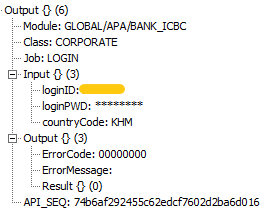 Output {} (6)
Module: GLOBAL/APA/BANK_ICBC
Class: CORPORATE
Job: LOGIN
Input {} (3)
loginID:
loginPWD: ********
countryCode: KHM
Output {} (3)
ErrorCode: 00000000
ErrorMessage:
Result {} (0)
API_SEQ: 74b6af292455c62edcf7602d2ba6d016